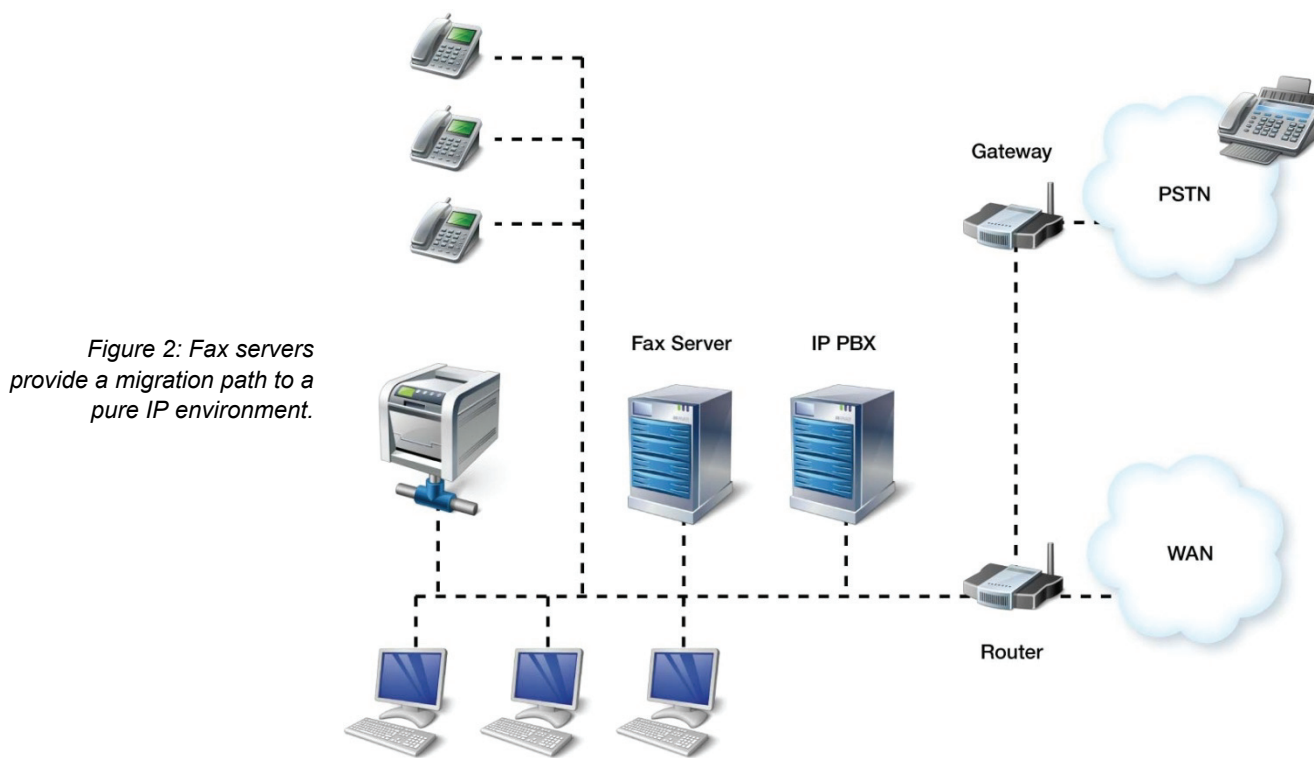 Gateway
PSTN
Figure 2: Fax servers
provide a migration path to a
pure IP environment.
Fax Server
IP PBX
WAN
Router